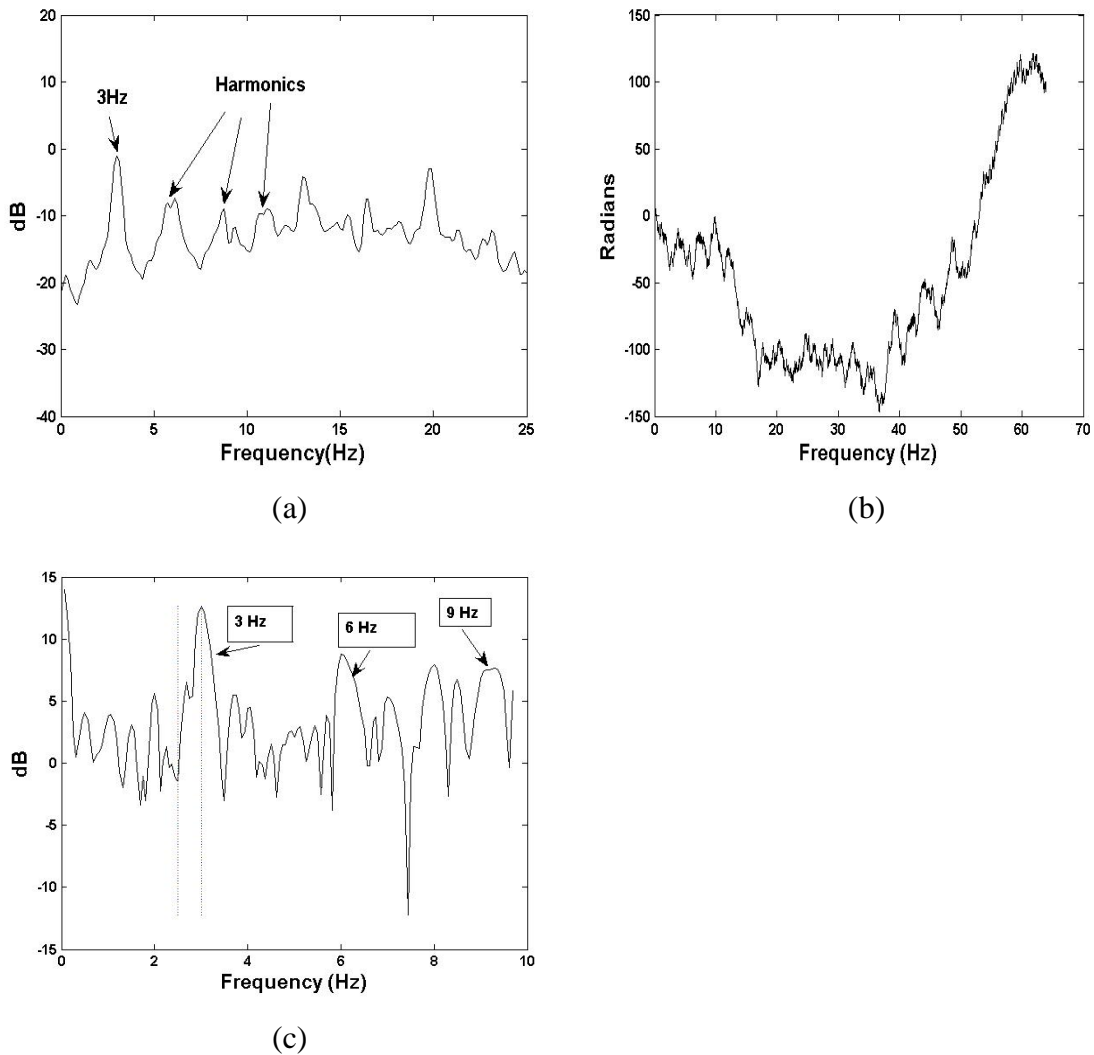 20
10
0
-10
-20
-30
-40
dB
3Hz
Harmonics
0 5 10 15 20 25
Frequency(Hz)
(a)
150
100
50
0
-50
-100
-150
Radians
0 10 20 30 40 50 60 70
Frequency (Hz)
(b)
15
10
5
0
-5
-10
-15
dB
3 Hz
6 Hz
9 Hz
0 2 4 6 8 10
Frequency (Hz)
(c)